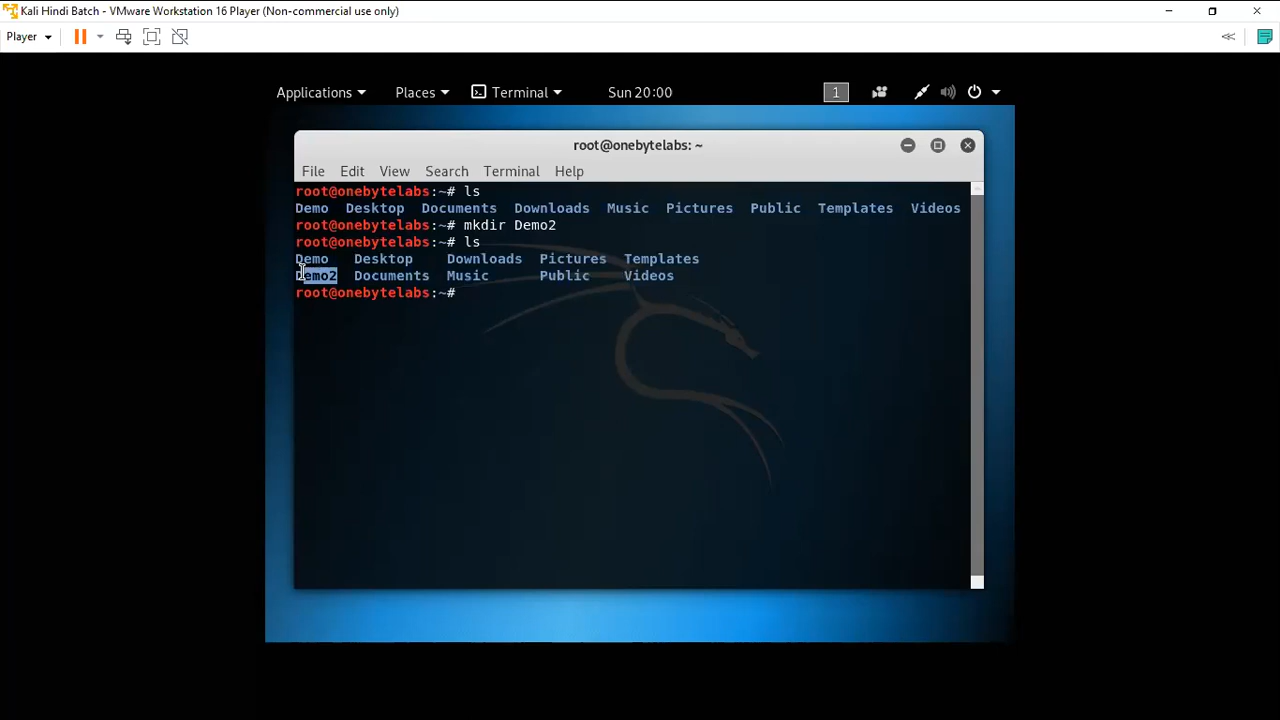 Kali Hindi Batch - VMware Workstation 16 Player (Non-commercial use only)
Player
Applications Places Terminal Sun 20:00 1
root@onebytelabs: ~
File Edit View Search Terminal Help
root@onebytelabs:~# ls
Demo Desktop Documents Downloads Music Pictures Public Templates Videos
root@onebytelabs:~# mkdir Demo2
root@onebytelabs:~# ls
Demo Desktop Downloads Pictures Templates
Demo2 Documents Music Public Videos
root@onebytelabs:~#